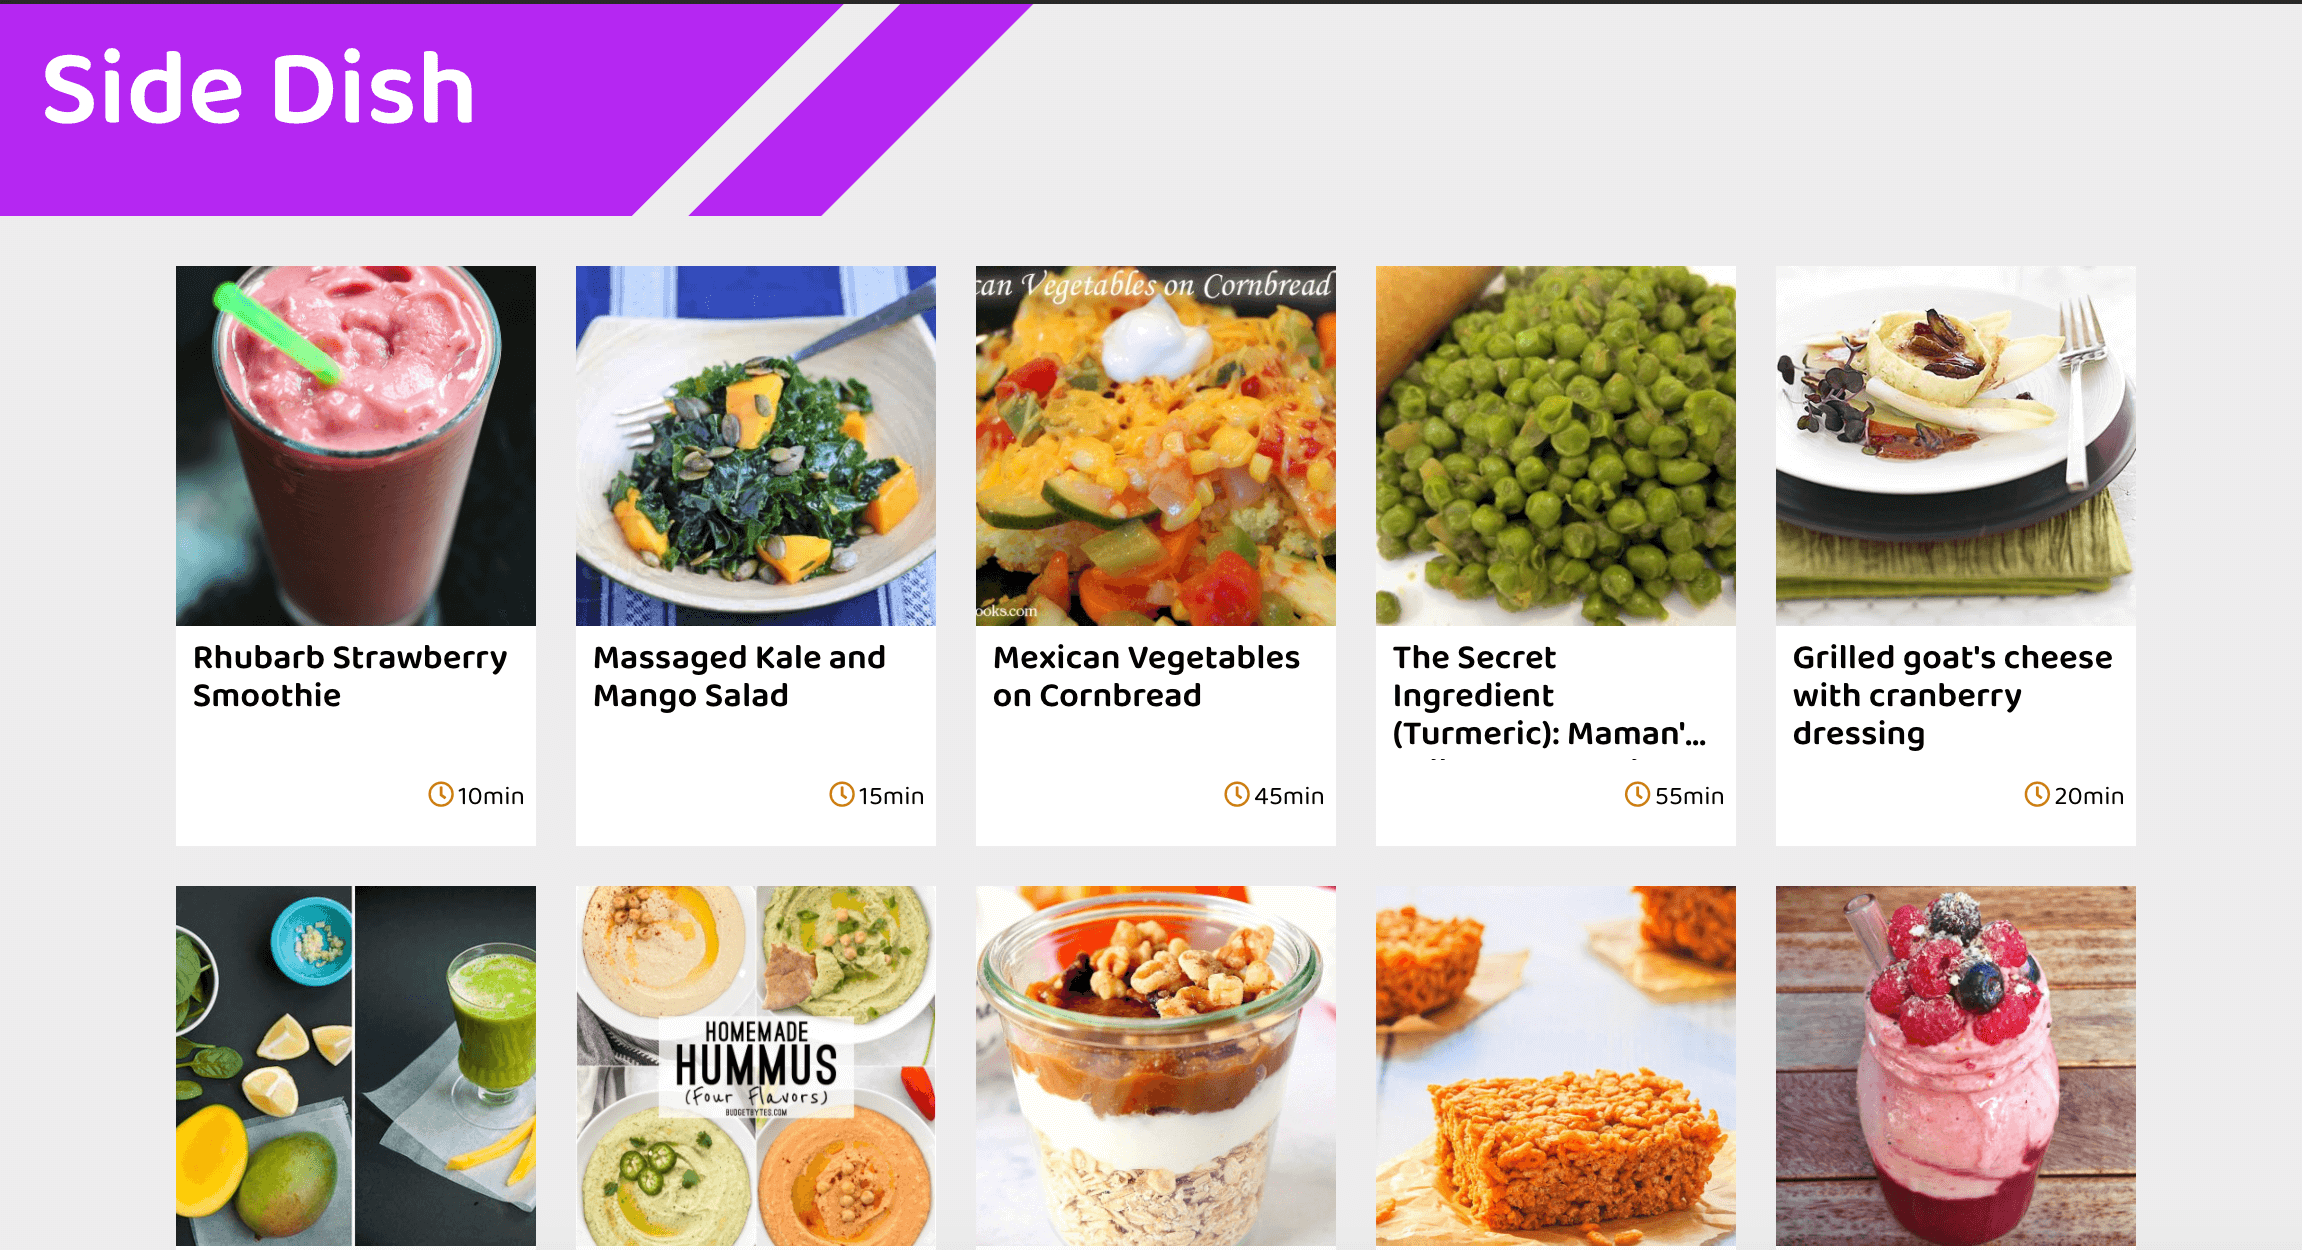 Side Dish
can Vegetables on Cornbread
ooks.com
Rhubarb Strawberry
Smoothie
10min
Massaged Kale and
Mango Salad
15min
Mexican Vegetables
on Cornbread
45min
The Secret
Ingredient
(Turmeric): Maman'...
55min
Grilled goat's cheese
with cranberry
dressing
20min
HOMEMADE
HUMMUS
(Four Flavors)
BUDGETBYTES.COM